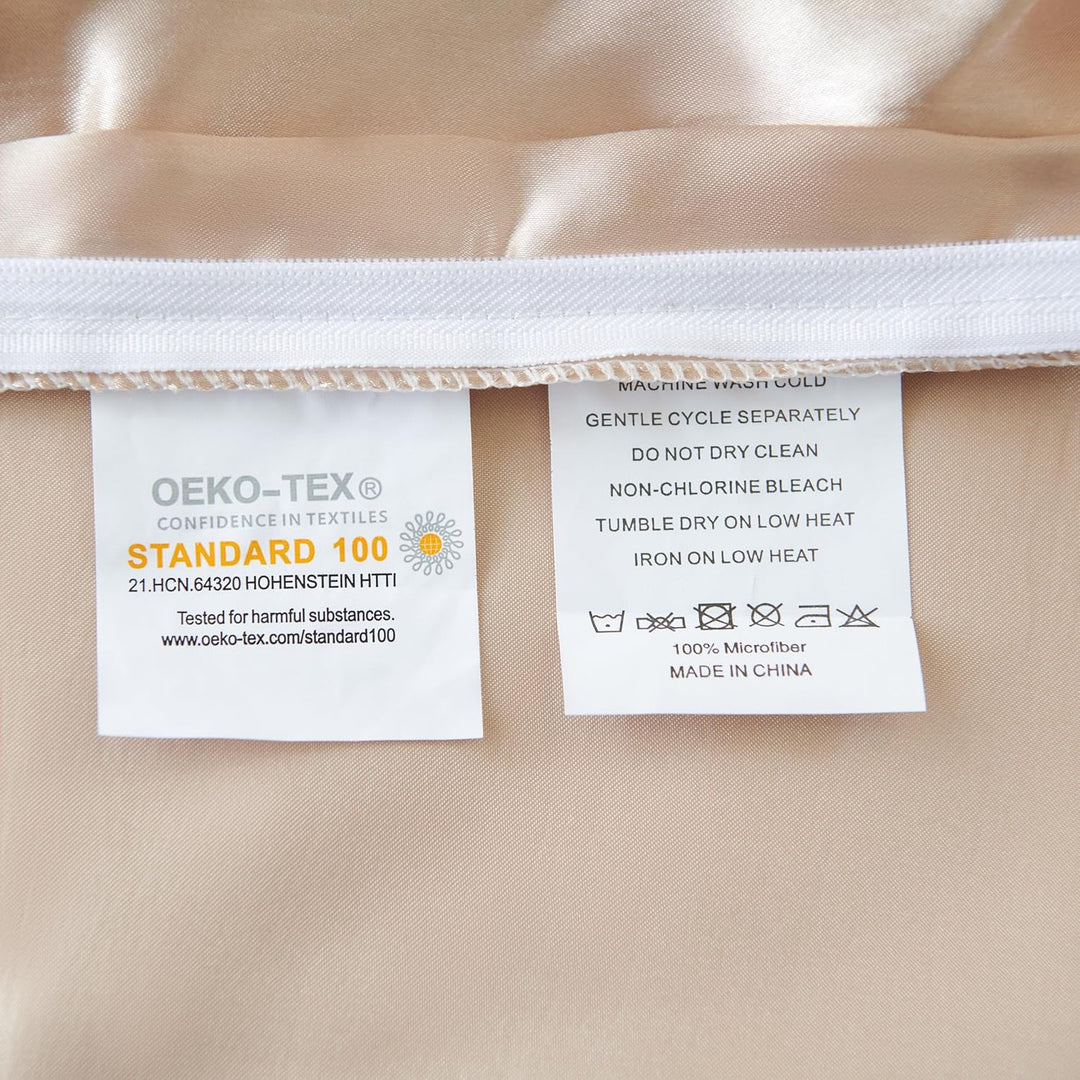 OEKO-TEX®
CONFIDENCE IN TEXTILES
STANDARD 100
21.HCN.64320 HOHENSTEIN HTTI
Tested for harmful substances.
www.oeko-tex.com/standard100
MACHINE WASH COLD
GENTLE CYCLE SEPARATELY
DO NOT DRY CLEAN
NON-CHLORINE BLEACH
TUMBLE DRY ON LOW HEAT
IRON ON LOW HEAT
100% Microfiber
MADE IN CHINA